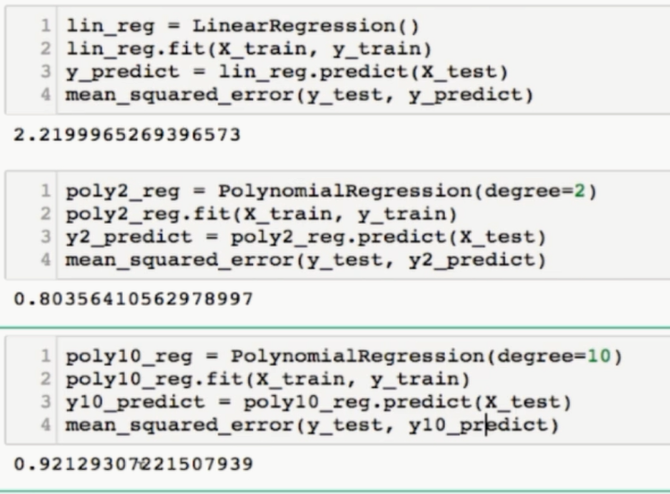 1 lin_reg = LinearRegression()
2 lin_reg.fit(X_train, y_train)
3 y_predict = lin_reg.predict(X_test)
4 mean_squared_error(y_test, y_predict)
2.2199965269396573
1 poly2_reg = PolynomialRegression(degree=2)
2 poly2_reg.fit(X_train, y_train)
3 y2_predict = poly2_reg.predict(X_test)
4 mean_squared_error(y_test, y2_predict)
0.80356410562978997
1 poly10_reg = PolynomialRegression(degree=10)
2 poly10_reg.fit(X_train, y_train)
3 y10_predict = poly10_reg.predict(X_test)
4 mean_squared_error(y_test, y10_predict)
0.92129307221507939